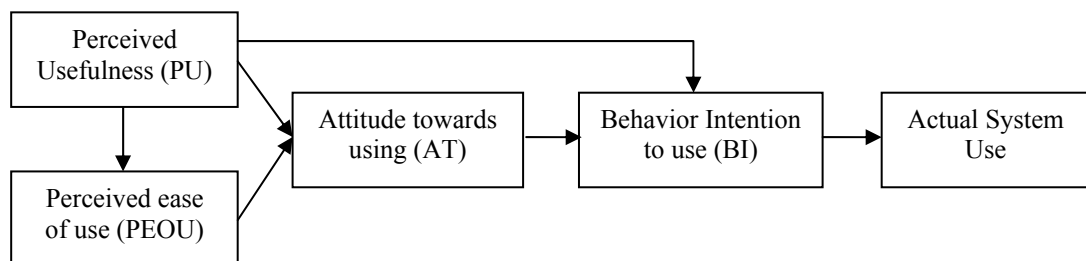 Perceived
Usefulness (PU)
Attitude towards
using (AT)
Behavior Intention
to use (BI)
Actual System
Use
Perceived ease
of use (PEOU)